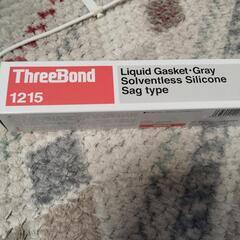 ThreeBond
1215
Liquid Gasket･Gray
Solventless Silicone
Sag type